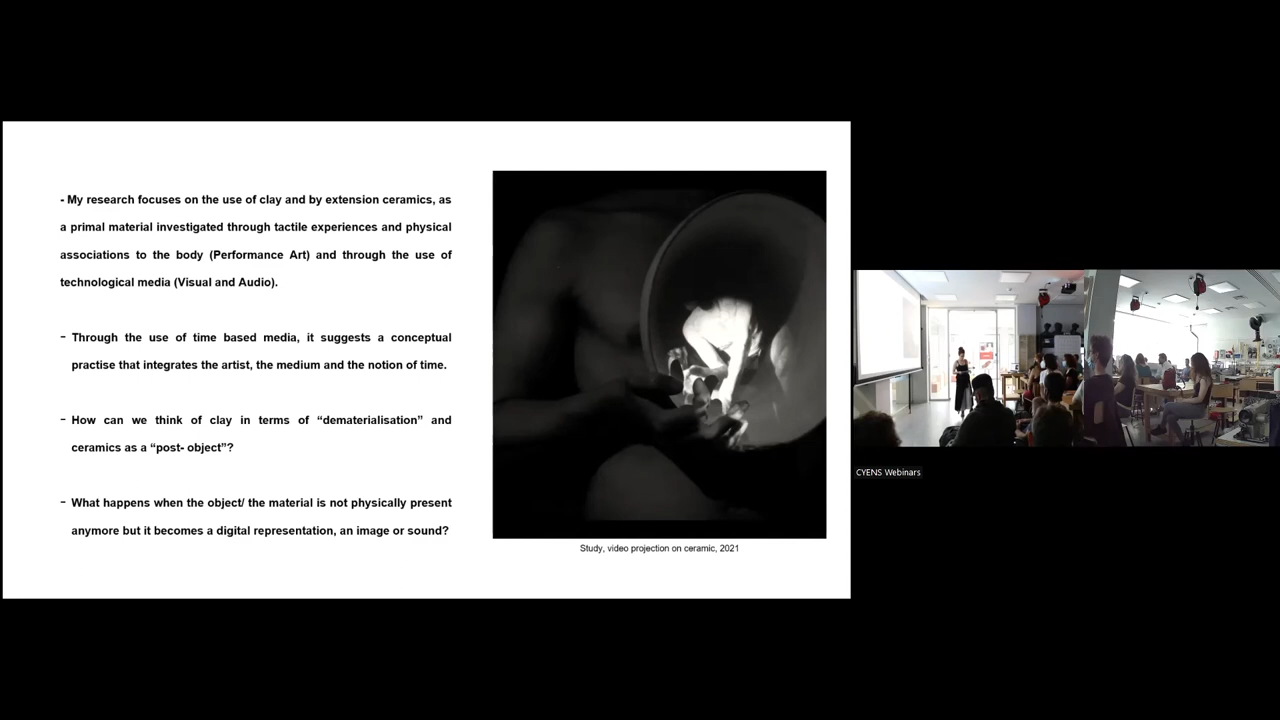 - My research focuses on the use of clay and by extension ceramics, as
a primal material investigated through tactile experiences and physical
associations to the body (Performance Art) and through the use of
technological media (Visual and Audio).
- Through the use of time based media, it suggests a conceptual
practise that integrates the artist, the medium and the notion of time.
- How can we think of clay in terms of “dematerialisation” and
ceramics as a “post- object”?
- What happens when the object/ the material is not physically present
anymore but it becomes a digital representation, an image or sound?
Study, video projection on ceramic, 2021
CYENS Webinars